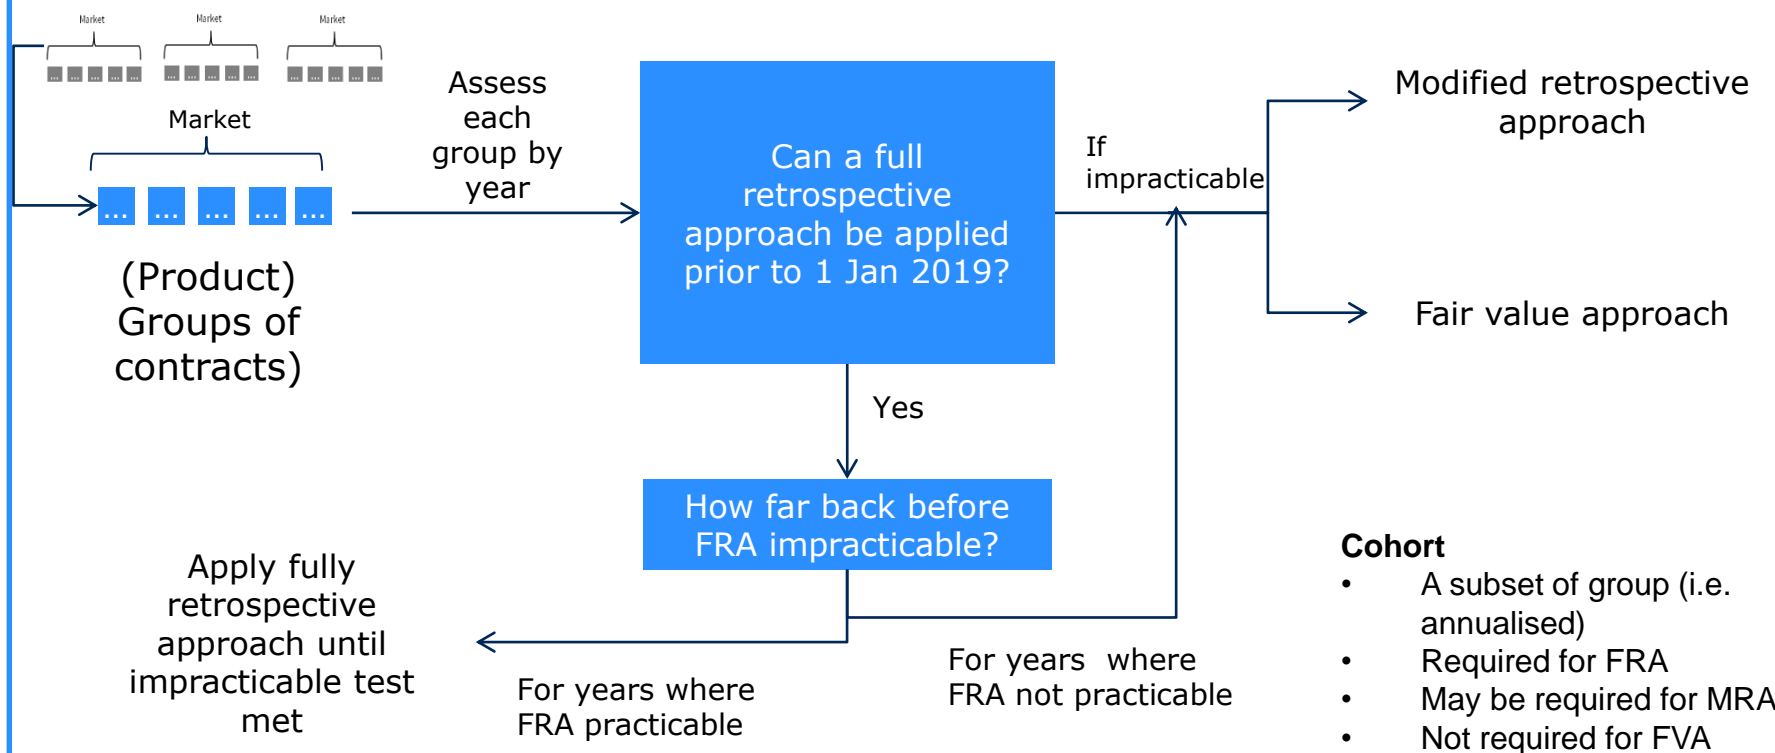 Market
Market
Market
... ... ... ... ...
... ... ... ... ...
... ... ... ... ...
Market
... ... ... ... ...
(Product)
Groups of
contracts)
Assess
each
group by
year
Can a full
retrospective
approach be applied
prior to 1 Jan 2019?
If
impracticable
Modified retrospective
approach
Fair value approach
Yes
How far back before
FRA impracticable?
Apply fully
retrospective
approach until
impracticable test
met
For years where
FRA practicable
For years where
FRA not practicable
Cohort
• A subset of group (i.e.
annualised)
• Required for FRA
• May be required for MRA
• Not required for FVA